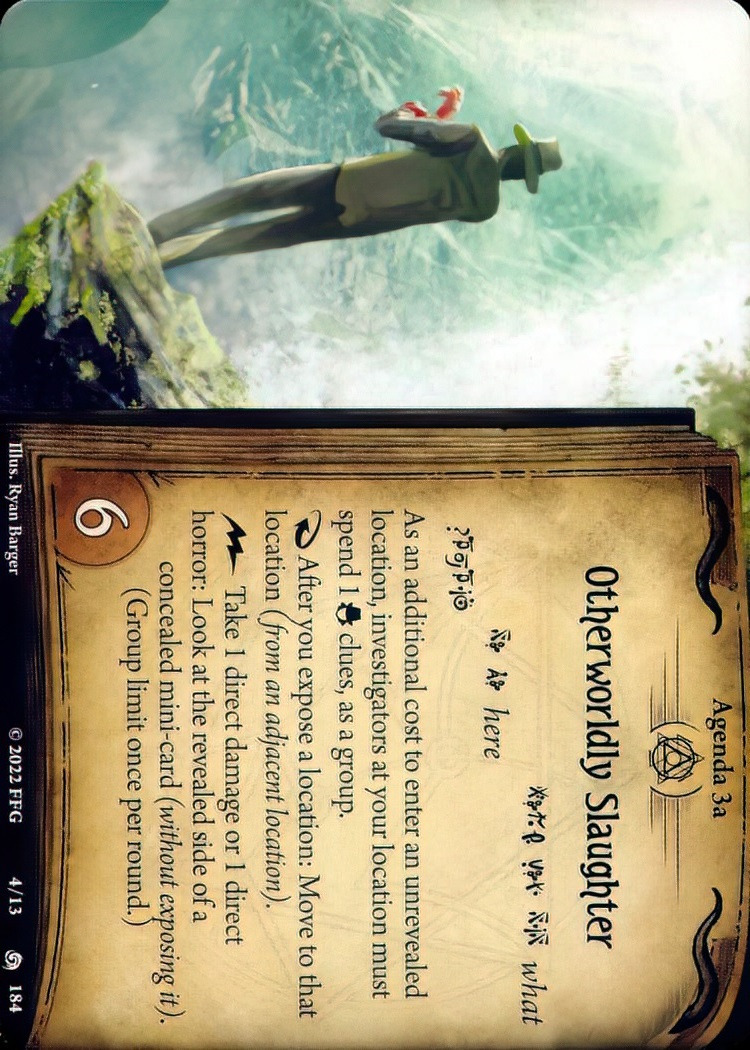 Agenda 3a
Otherworldly Slaughter
what
here
As an additional cost to enter an unrevealed
location, investigators at your location must
spend 1 clues, as a group.
After you expose a location: Move to that
location (from an adjacent location).
Take 1 direct damage or 1 direct
horror: Look at the revealed side of a
concealed mini-card (without exposing it).
(Group limit once per round.)
6
Illus. Ryan Barger © 2022 FFG 4/13 184